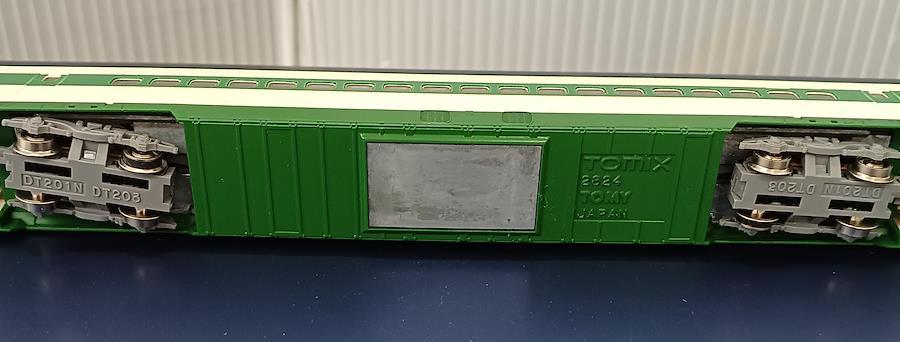 DT201N DT203
TOMIX
2824
TOMY
JAPAN
DT201N DT203